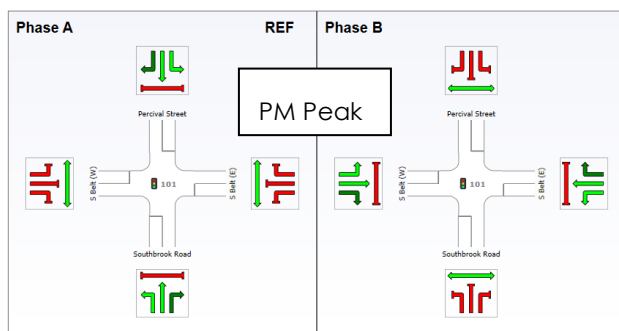 Phase A REF
Percival Street
S Belt (W)
101
S Belt (E)
Southbrook Road
PM Peak
Phase B
Percival Street
S Belt (W)
101
S Belt (E)
Southbrook Road